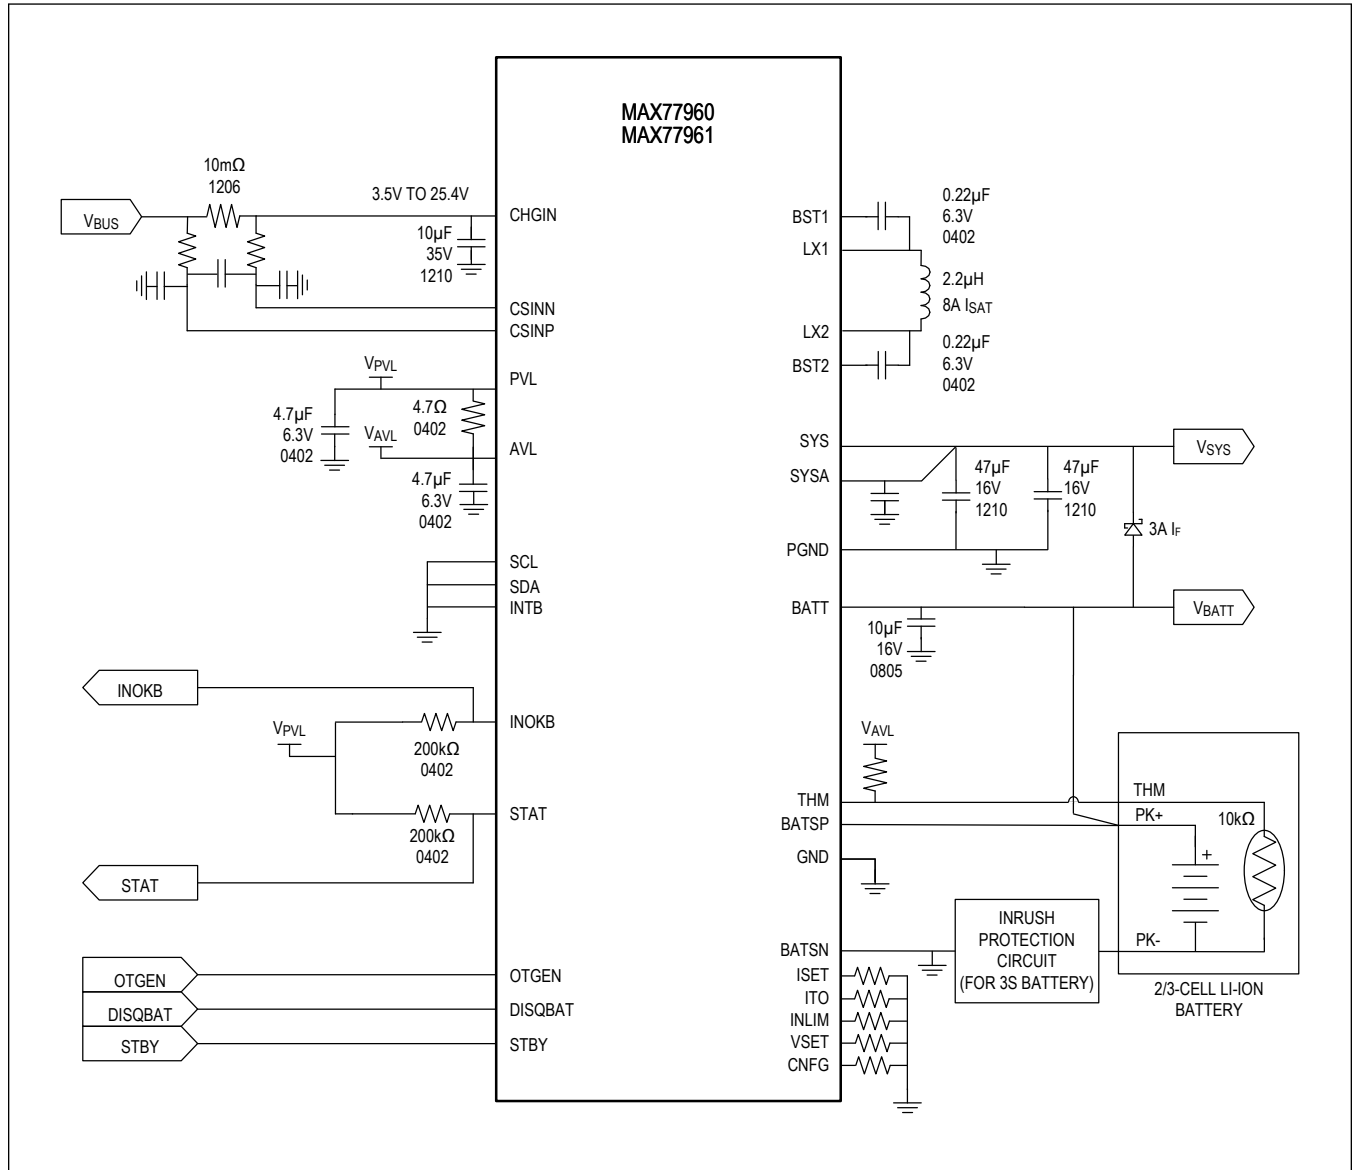 MAX77960
MAX77961
10mΩ
1206
3.5V TO 25.4V
VBUS
CHGIN
10µF
35V
1210
CSINN
CSINP
VPVL
PVL
4.7µF
6.3V
0402
4.7Ω
0402
VAVL
AVL
4.7µF
6.3V
0402
SCL
SDA
INTB
INOKB
INOKB
VPVL
200kΩ
0402
STAT
200kΩ
0402
STAT
OTGEN
OTGEN
DISQBAT
DISQBAT
STBY
STBY
BST1
0.22µF
6.3V
0402
LX1
2.2µH
8A ISAT
LX2
0.22µF
6.3V
0402
BST2
SYS
VSYS
SYSA
47µF
16V
1210
47µF
16V
1210
3A IF
PGND
BATT
VBATT
10µF
16V
0805
VAVL
THM
THM
BATSP
PK+
10kΩ
+
GND
BATSN
INRUSH
PROTECTION
CIRCUIT
(FOR 3S BATTERY)
PK-
2/3-CELL LI-ION
BATTERY
ISET
ITO
INLIM
VSET
CNFG